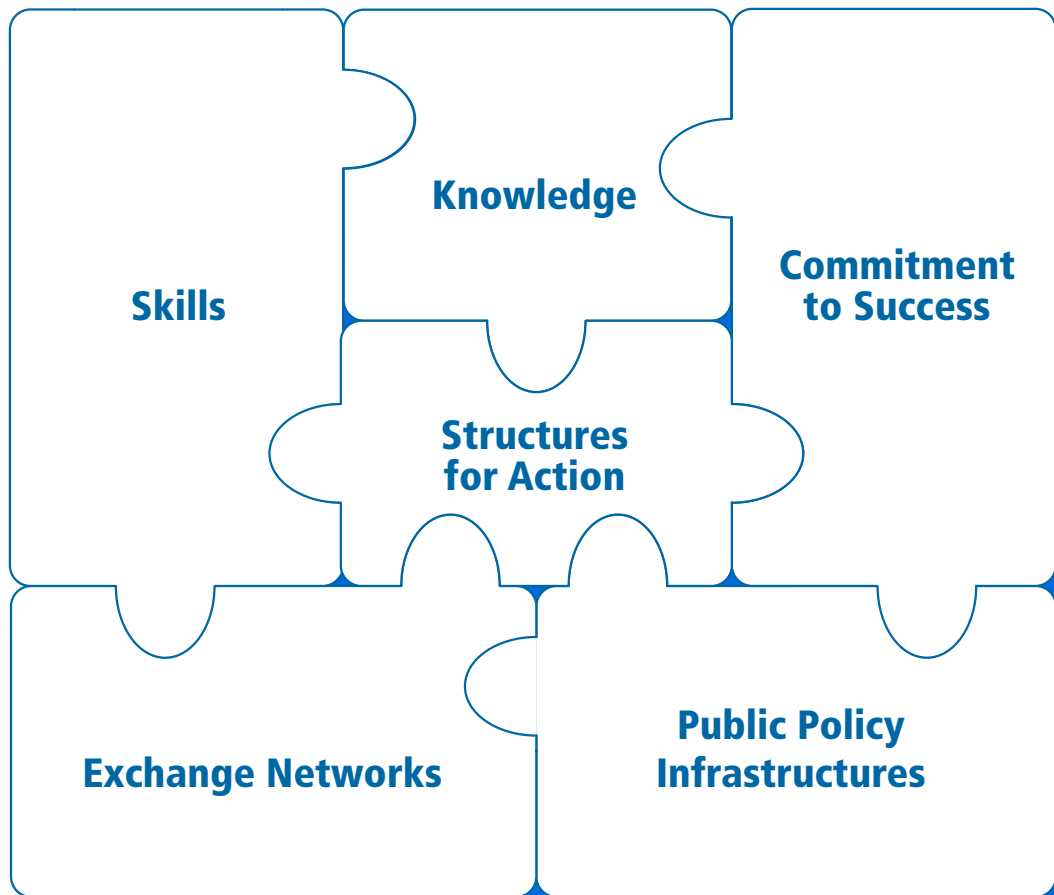 Knowledge
Skills
Commitment
to Success
Structures
for Action
Exchange Networks
Public Policy
Infrastructures